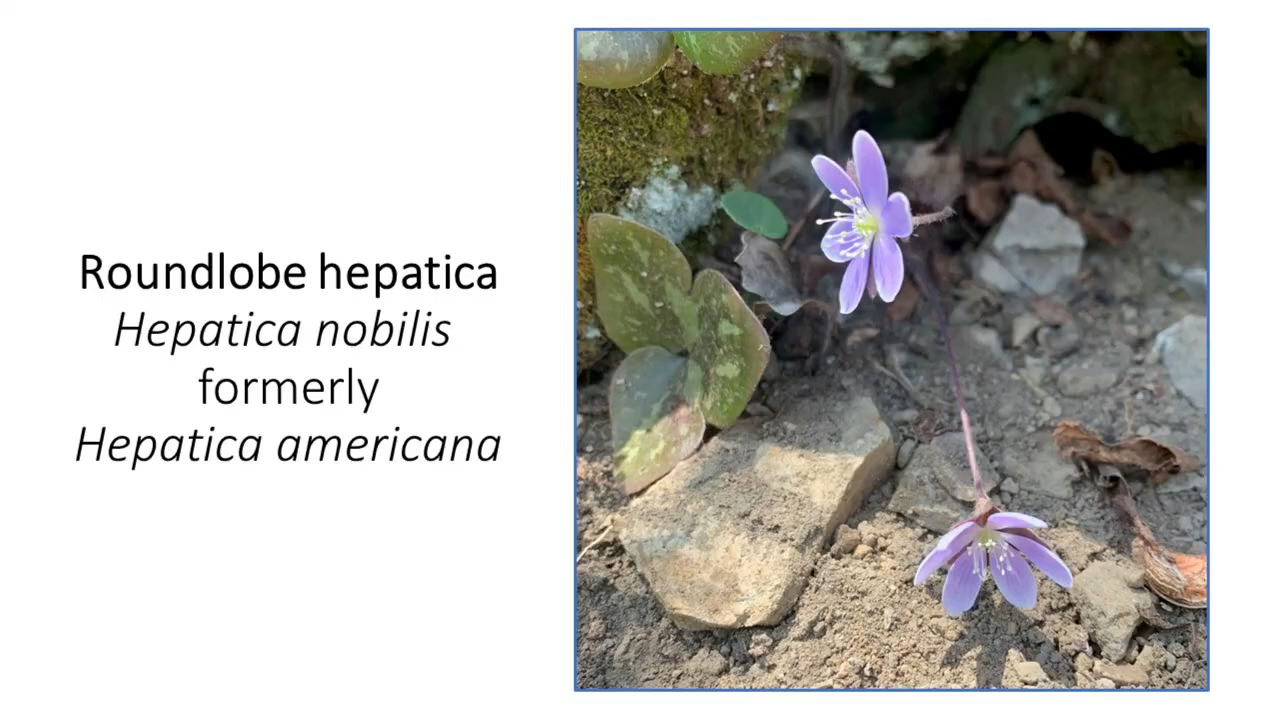 Roundlobe hepatica
Hepatica nobilis
formerly
Hepatica americana